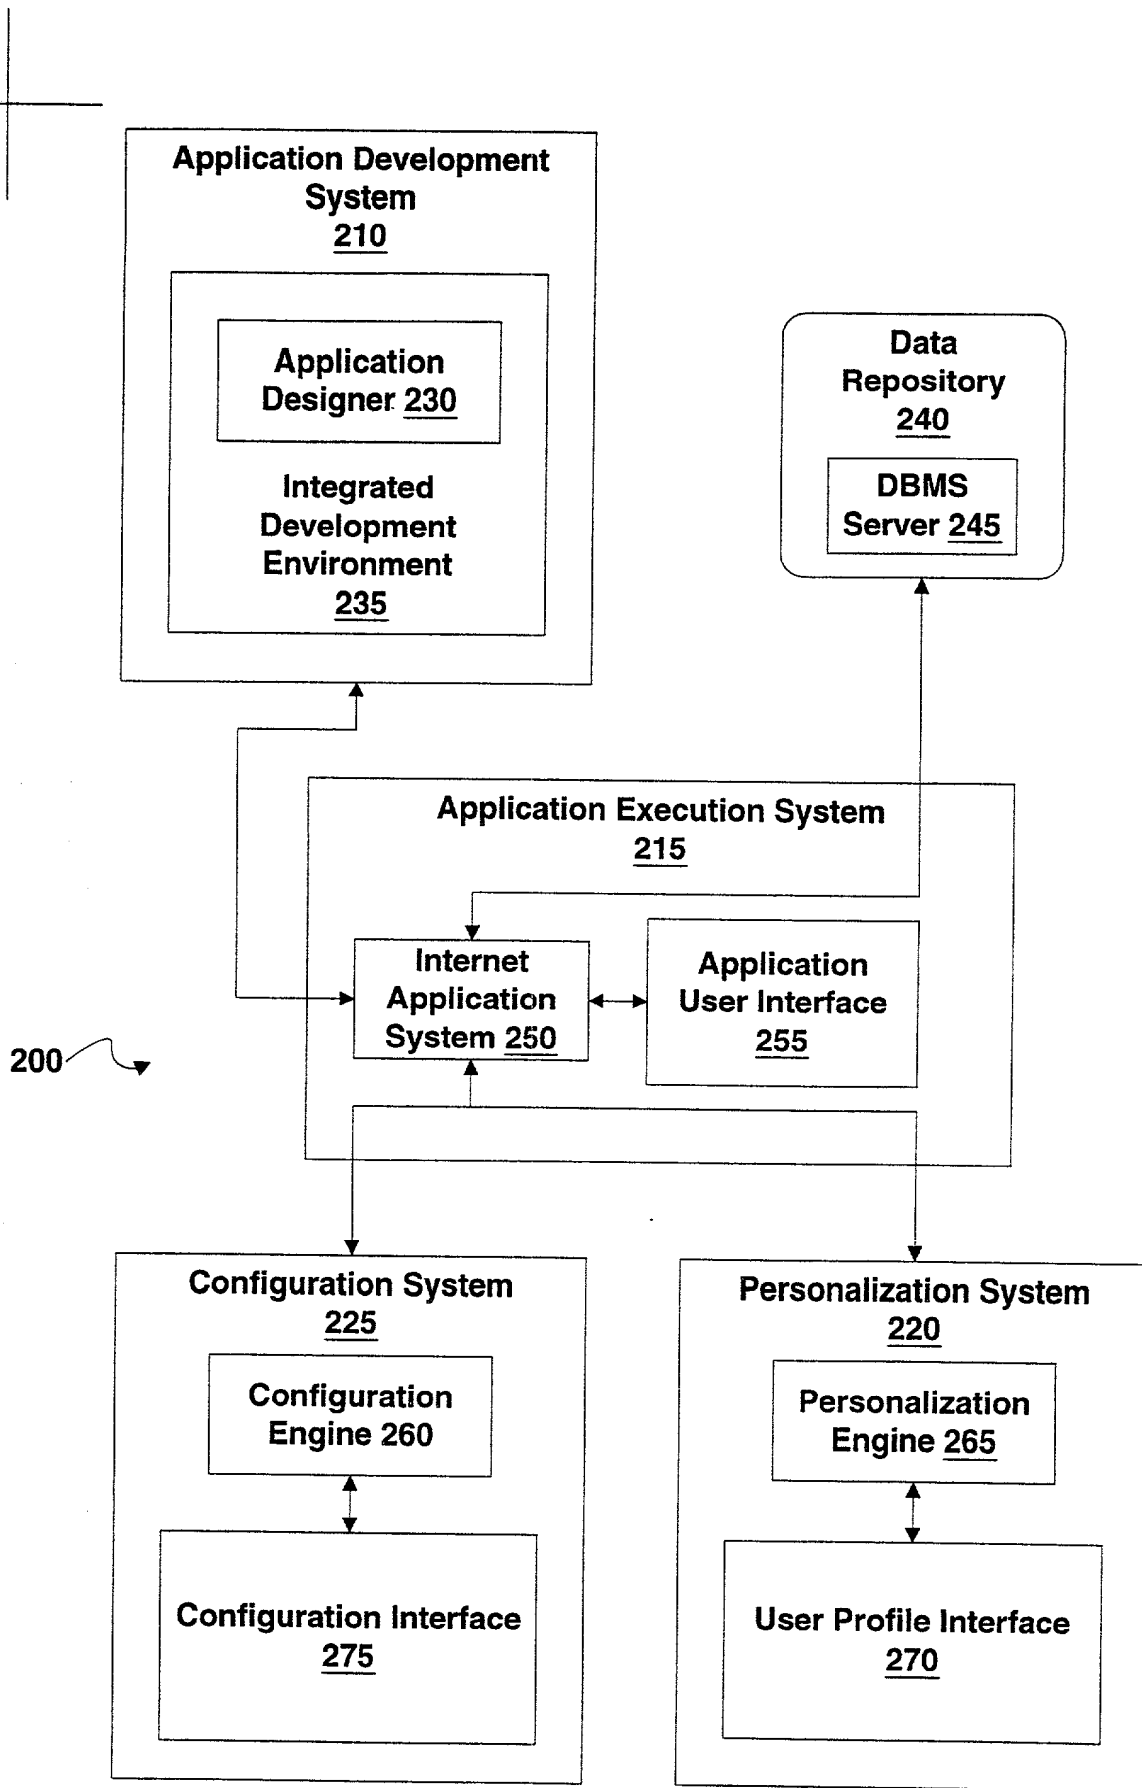 Application Development
System
210
Application
Designer 230
Integrated
Development
Environment
235
Data
Repository
240
DBMS
Server 245
Application Execution System
215
Internet
Application
System 250
Application
User Interface
255
200
Configuration System
225
Configuration
Engine 260
Configuration Interface
275
Personalization System
220
Personalization
Engine 265
User Profile Interface
270